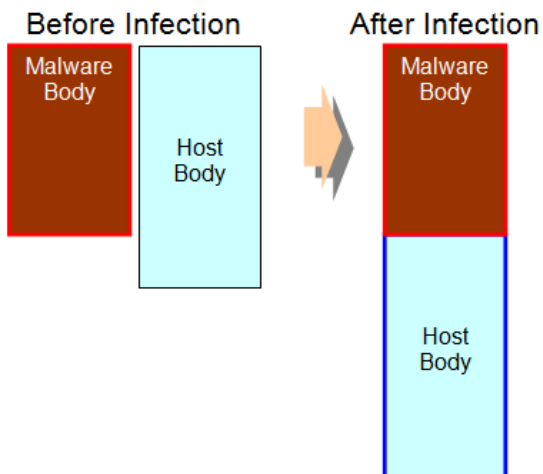 Before Infection
After Infection
Malware
Body
Host
Body
Malware
Body
Host
Body